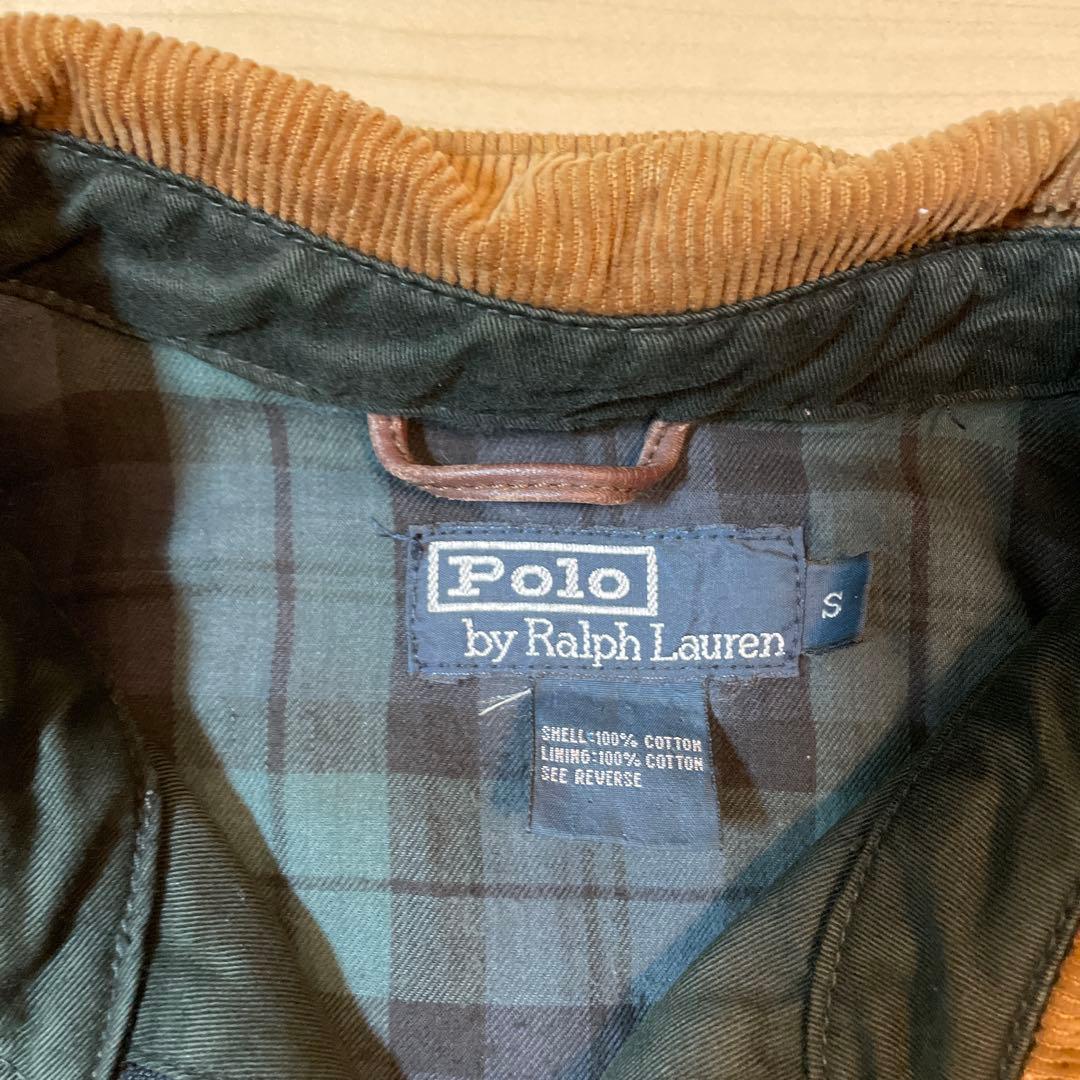 Polo
by Ralph Lauren
S
SHELL:100% COTTON
LINING:100% COTTON
SEE REVERSE